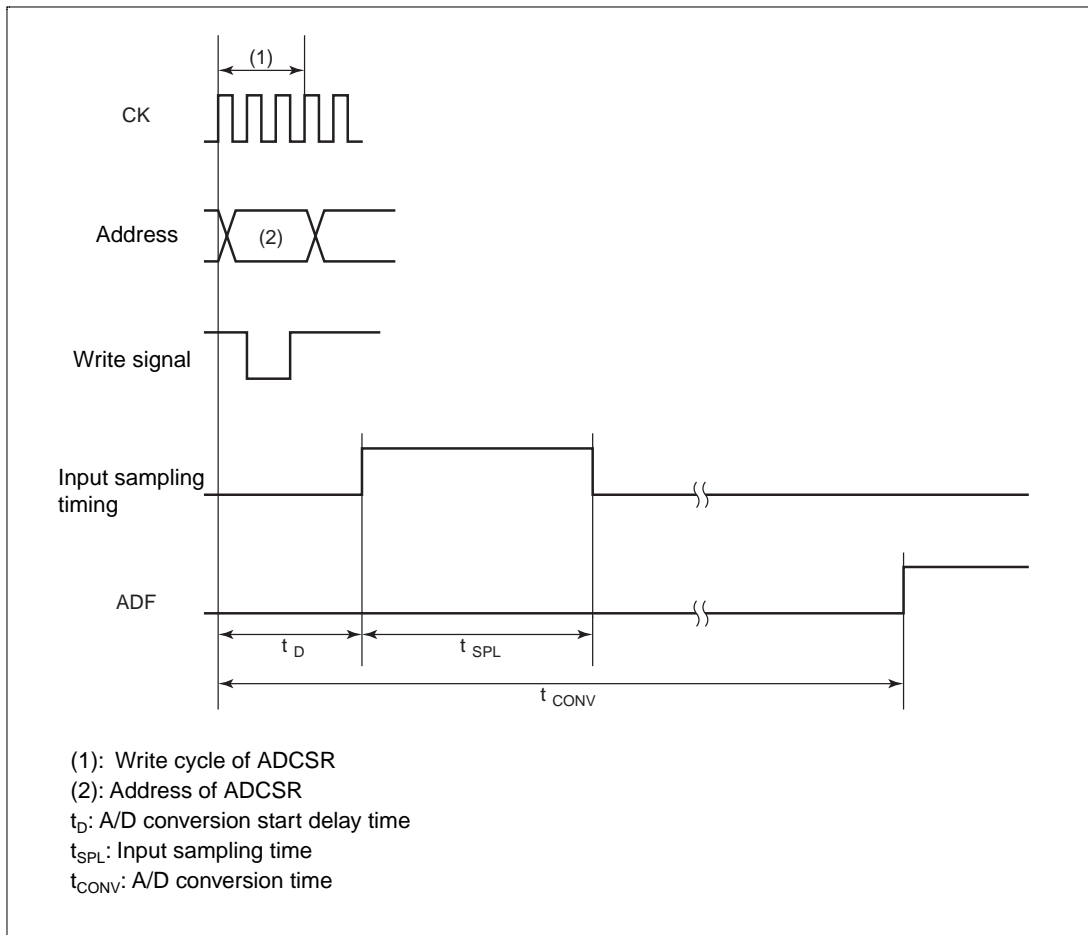 (1)
CK
Address
(2)
Write signal
Input sampling
timing
ADF
t D
t SPL
t CONV
(1): Write cycle of ADCSR
(2): Address of ADCSR
tD: A/D conversion start delay time
tSPL: Input sampling time
tCONV: A/D conversion time